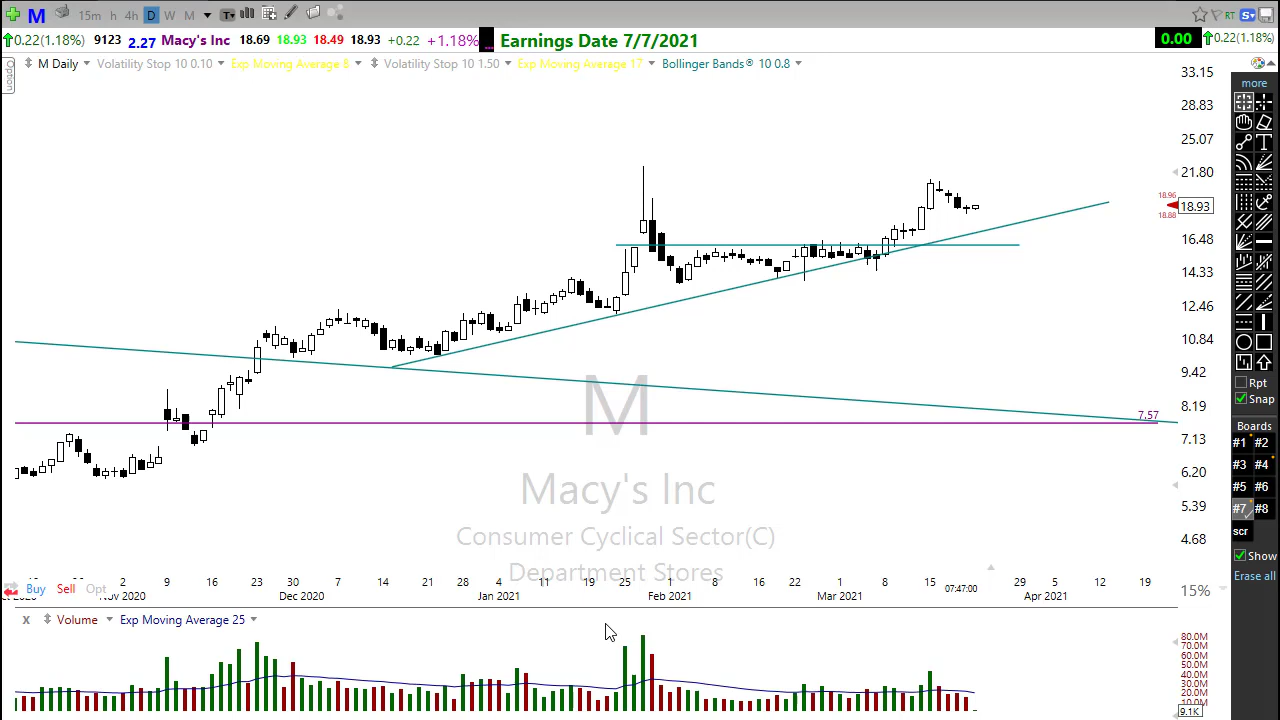 M 15m h 4h D W M T
0.22(1.18%) 9123 2.27 Macy's Inc 18.69 18.93 18.49 18.93 +0.22 +1.18% Earnings Date 7/7/2021 0.00 0.22(1.18%)
RT S
Option
M Daily Volatility Stop 10 0.10 Exp Moving Average 8 Volatility Stop 10 1.50 Exp Moving Average 17 Bollinger Bands® 10 0.8
more
33.15
28.83
25.07
21.80
18.96
18.93
18.88
16.48
14.33
12.46
10.84
9.42
8.19
7.57
7.13
6.20
5.39
4.68
M
Macy's Inc
Consumer Cyclical Sector(C)
Department Stores
T
Rpt
Snap
Boards
#1 #2
#3 #4
#5 #6
#7 #8
scr
Show
Erase all
2 9 16 23 30 7 14 21 28 4 11 19 25 1 8 16 22 1 8 15 29 5 12 19
Buy Sell Opt
Nov 2020 Dec 2020 Jan 2021 Feb 2021 Mar 2021 07:47:00 Apr 2021
15%
X Volume Exp Moving Average 25
80.0M
70.0M
60.0M
50.0M
40.0M
30.0M
20.0M
10.0M
9.1K